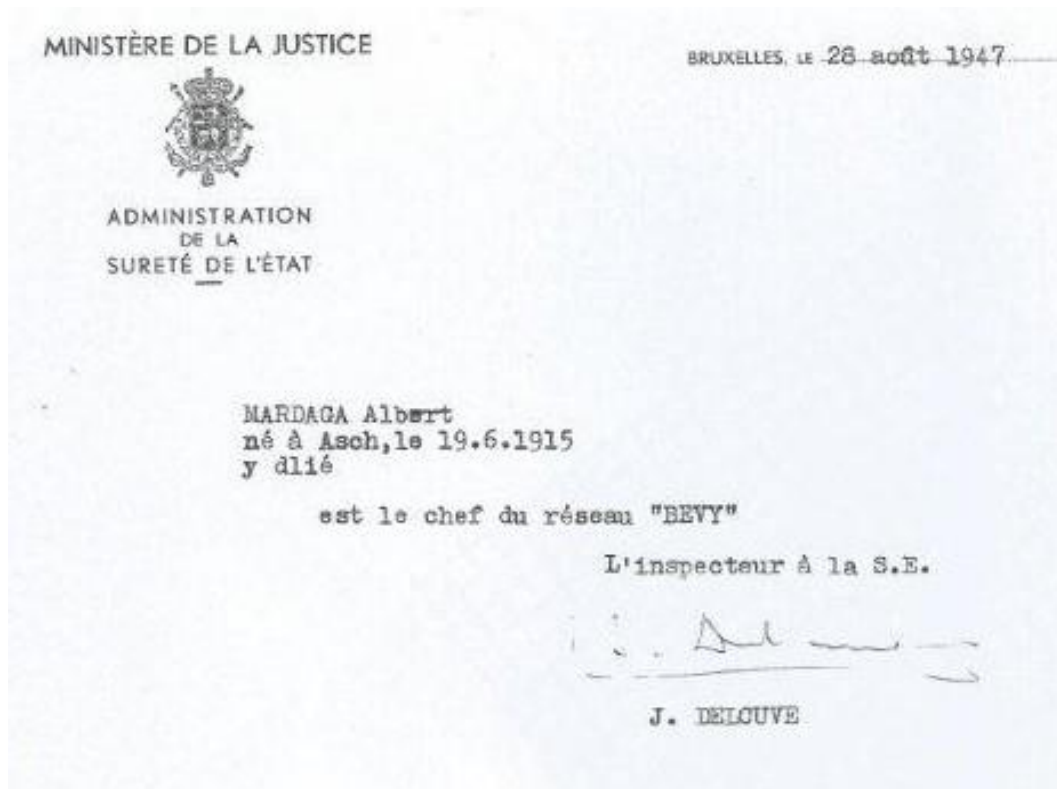 MINISTÈRE DE LA JUSTICE
BRUXELLES, LE 28 août 1947
ADMINISTRATION
DE LA
SURETÉ DE L'ÉTAT
MARDAGA Albert
né à Asch,le 19.6.1915
y dlié
est le chef du réseau "BEVY"
L'inspecteur à la S.E.
J. DELOUVE